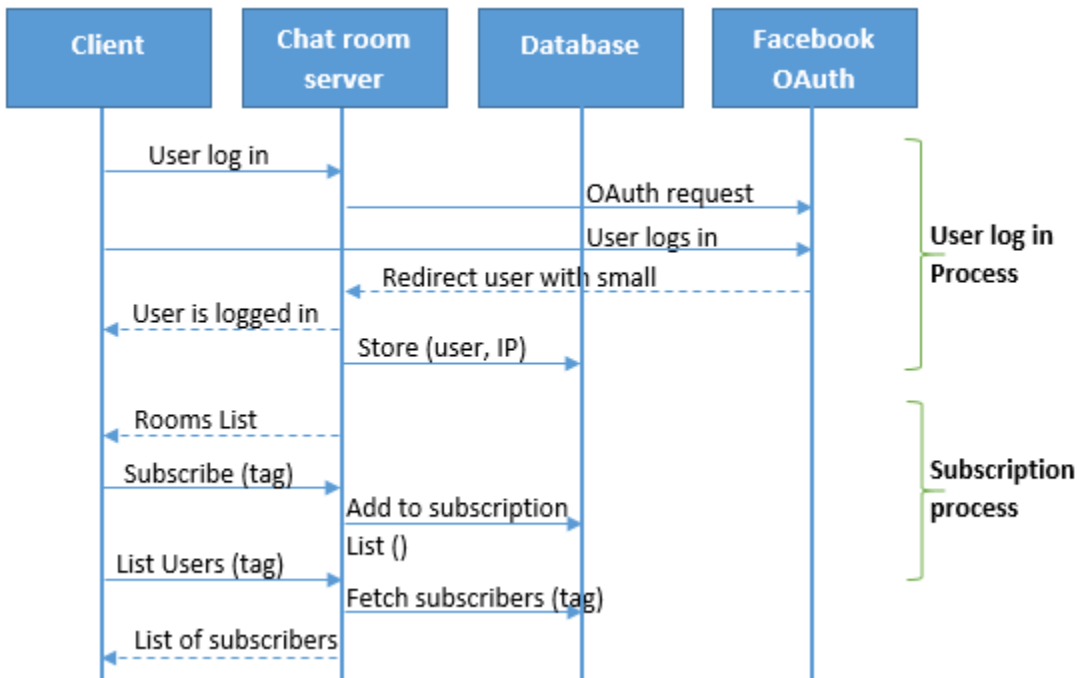 Client
Chat room
server
Database
Facebook
OAuth
User log in
OAuth request
User logs in
Redirect user with small
User is logged in
Store (user, IP)
User log in
Process
Rooms List
Subscribe (tag)
Add to subscription
List ()
List Users (tag)
Fetch subscribers (tag)
List of subscribers
Subscription
process